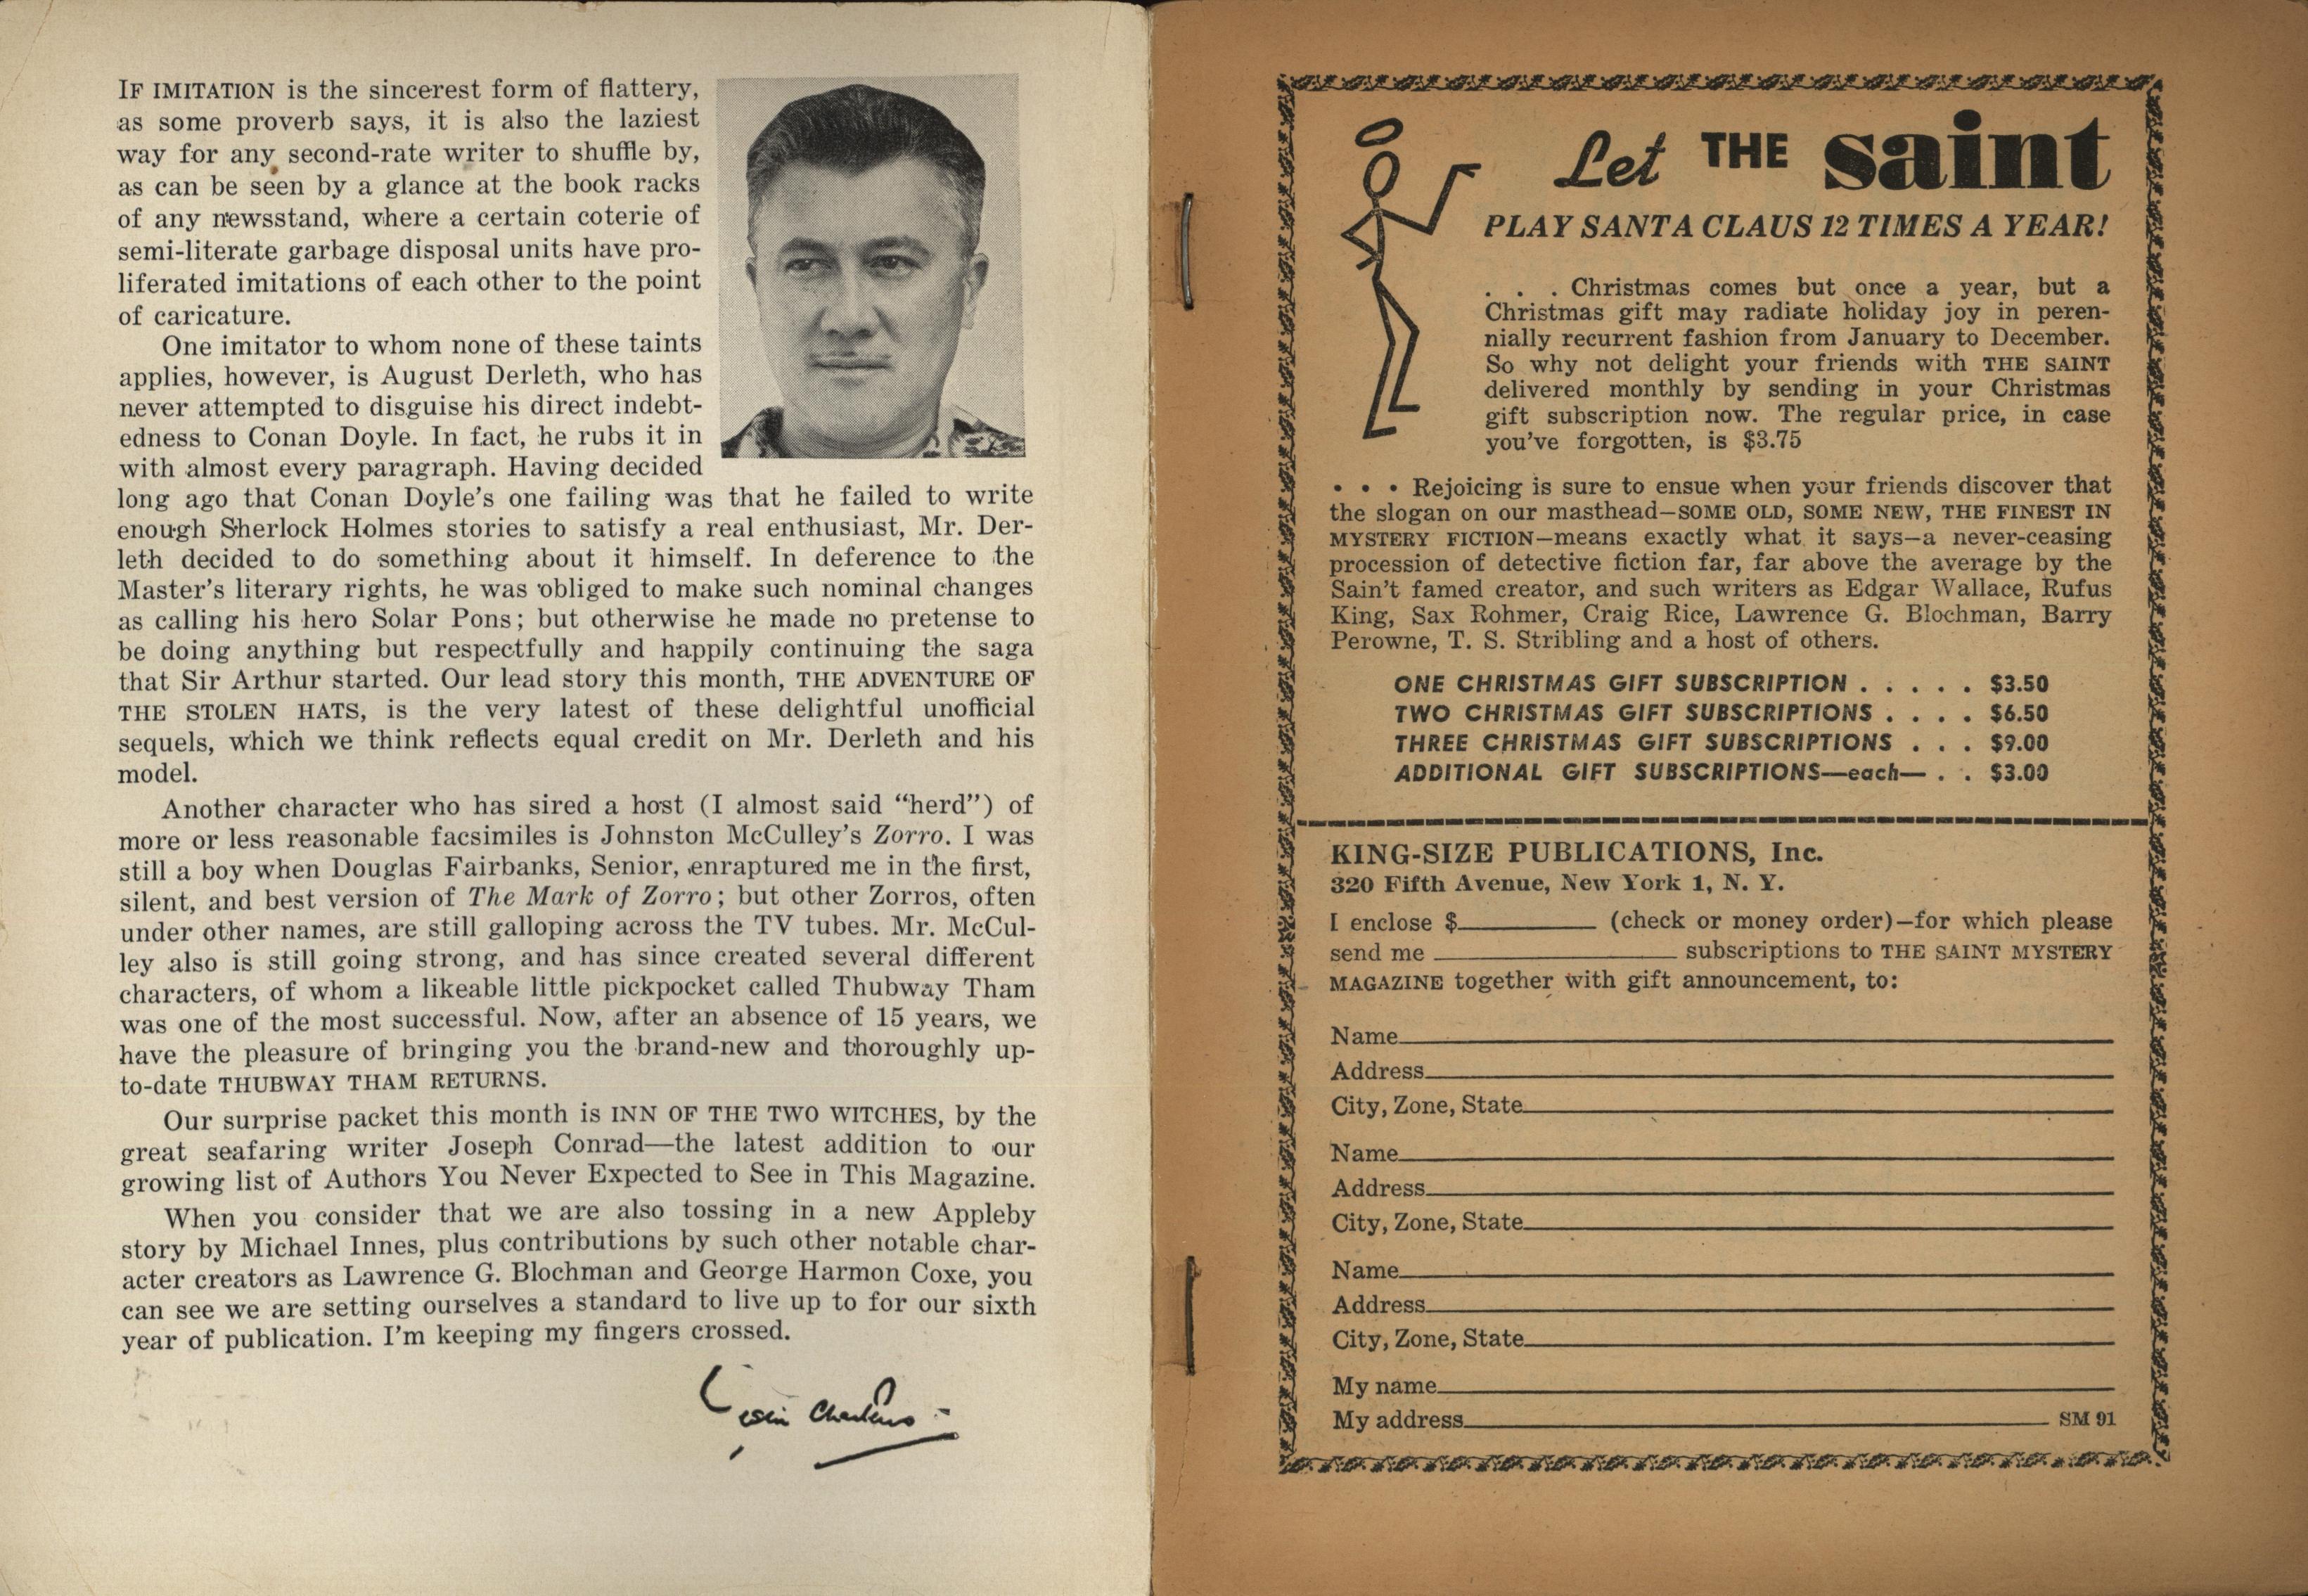 IF IMITATION is the sincerest form of flattery,
as some proverb says, it is also the laziest
way for any second-rate writer to shuffle by,
as can be seen by a glance at the book racks
of any newsstand, where a certain coterie of
semi-literate garbage disposal units have pro-
liferated imitations of each other to the point
of caricature.
One imitator to whom none of these taints
applies, however, is August Derleth, who has
never attempted to disguise his direct indebt-
edness to Conan Doyle. In fact, he rubs it in
with almost every paragraph. Having decided
long ago that Conan Doyle's one failing was that he failed to write
enough Sherlock Holmes stories to satisfy a real enthusiast, Mr. Der-
leth decided to do something about it himself. In deference to the
Master's literary rights, he was obliged to make such nominal changes
as calling his hero Solar Pons; but otherwise he made no pretense to
be doing anything but respectfully and happily continuing the saga
that Sir Arthur started. Our lead story this month, THE ADVENTURE OF
THE STOLEN HATS, is the very latest of these delightful unofficial
sequels, which we think reflects equal credit on Mr. Derleth and his
model.
Another character who has sired a host (I almost said “herd”) of
more or less reasonable facsimiles is Johnston McCulley's Zorro. I was
still a boy when Douglas Fairbanks, Senior, enraptured me in the first,
silent, and best version of The Mark of Zorro; but other Zorros, often
under other names, are still galloping across the TV tubes. Mr. McCul-
ley also is still going strong, and has since created several different
characters, of whom a likeable little pickpocket called Thubway Tham
was one of the most successful. Now, after an absence of 15 years, we
have the pleasure of bringing you the brand-new and thoroughly up-
to-date THUBWAY THAM RETURNS.
Our surprise packet this month is INN OF THE TWO WITCHES, by the
great seafaring writer Joseph Conrad—the latest addition to our
growing list of Authors You Never Expected to See in This Magazine.
When you consider that we are also tossing in a new Appleby
story by Michael Innes, plus contributions by such other notable char-
acter creators as Lawrence G. Blochman and George Harmon Coxe, you
can see we are setting ourselves a standard to live up to for our sixth
year of publication. I'm keeping my fingers crossed.
Leslie Charteris
Let THE saint
PLAY SANTA CLAUS 12 TIMES A YEAR!
. . . Christmas comes but once a year, but a
Christmas gift may radiate holiday joy in peren-
nially recurrent fashion from January to December.
So why not delight your friends with THE SAINT
delivered monthly by sending in your Christmas
gift subscription now. The regular price, in case
you've forgotten, is $3.75
. . . Rejoicing is sure to ensue when your friends discover that
the slogan on our masthead—SOME OLD, SOME NEW, THE FINEST IN
MYSTERY FICTION—means exactly what it says—a never-ceasing
procession of detective fiction far, far above the average by the
Sain't famed creator, and such writers as Edgar Wallace, Rufus
King, Sax Rohmer, Craig Rice, Lawrence G. Blochman, Barry
Perowne, T. S. Stribling and a host of others.
ONE CHRISTMAS GIFT SUBSCRIPTION . . . . . $3.50
TWO CHRISTMAS GIFT SUBSCRIPTIONS . . . . $6.50
THREE CHRISTMAS GIFT SUBSCRIPTIONS . . . $9.00
ADDITIONAL GIFT SUBSCRIPTIONS—each— . . $3.00
KING-SIZE PUBLICATIONS, Inc.
320 Fifth Avenue, New York 1, N. Y.
I enclose $__________ (check or money order)—for which please
send me __________ subscriptions to THE SAINT MYSTERY
MAGAZINE together with gift announcement, to:
Name
Address
City, Zone, State
Name
Address
City, Zone, State
Name
Address
City, Zone, State
My name
My address SM 91